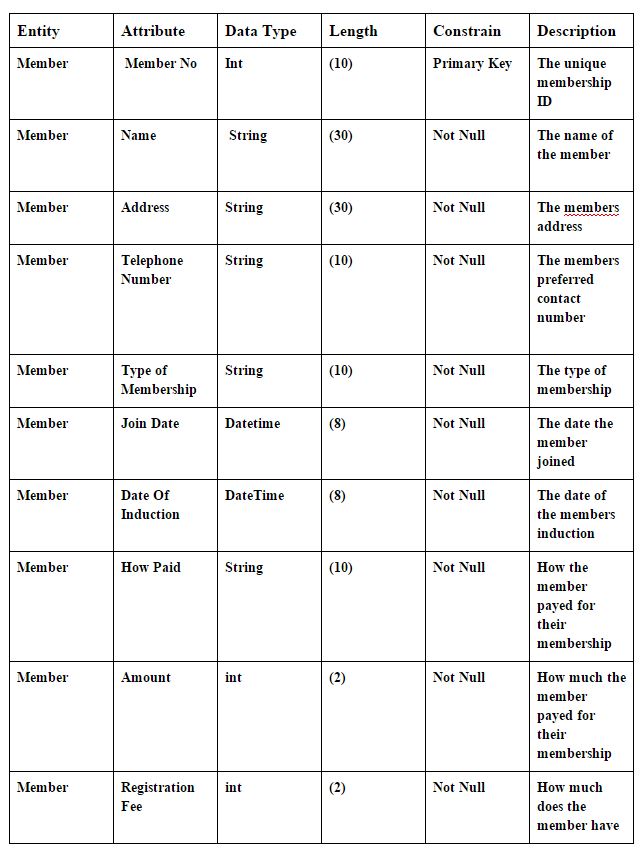 Entity Attribute Data Type Length Constrain Description
Member Member No Int (10) Primary Key The unique
membership
ID
Member Name String (30) Not Null The name of
the member
Member Address String (30) Not Null The members
address
Member Telephone String (10) Not Null The members
Number preferred
contact
number
Member Type of String (10) Not Null The type of
Membership membership
Member Join Date Datetime (8) Not Null The date the
member
joined
Member Date Of DateTime (8) Not Null The date of
Induction the members
induction
Member How Paid String (10) Not Null How the
member
payed for
their
membership
Member Amount int (2) Not Null How much the
member
payed for
their
membership
Member Registration int (2) Not Null How much
Fee does the
member have